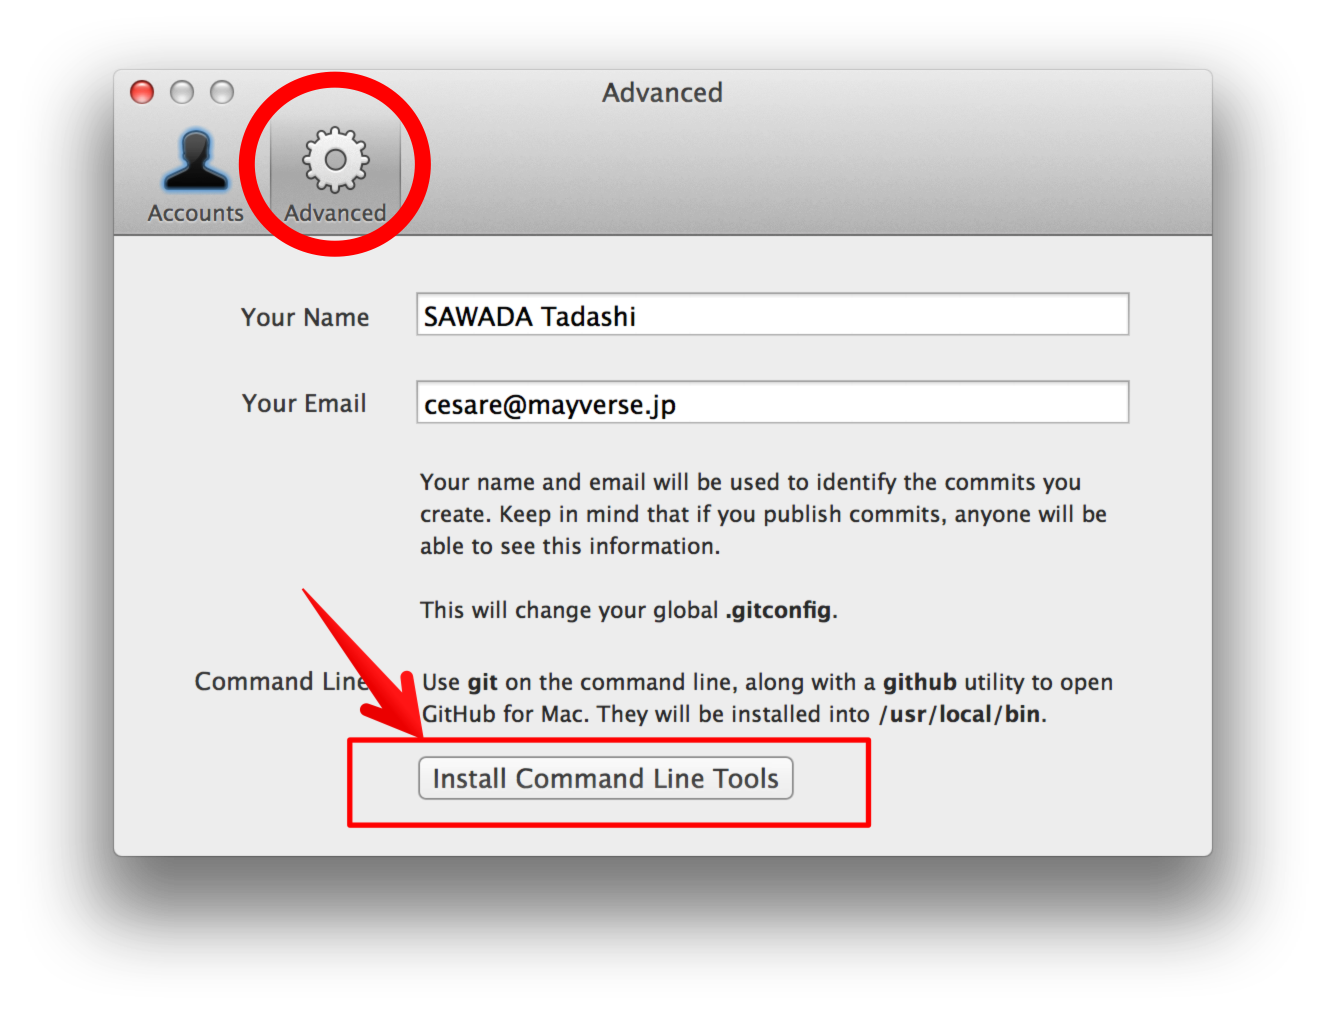 Advanced
Accounts
Advanced
Your Name
SAWADA Tadashi
Your Email
cesare@mayverse.jp
Your name and email will be used to identify the commits you
create. Keep in mind that if you publish commits, anyone will be
able to see this information.
This will change your global .gitconfig.
Command Line
Use git on the command line, along with a github utility to open
GitHub for Mac. They will be installed into /usr/local/bin.
Install Command Line Tools